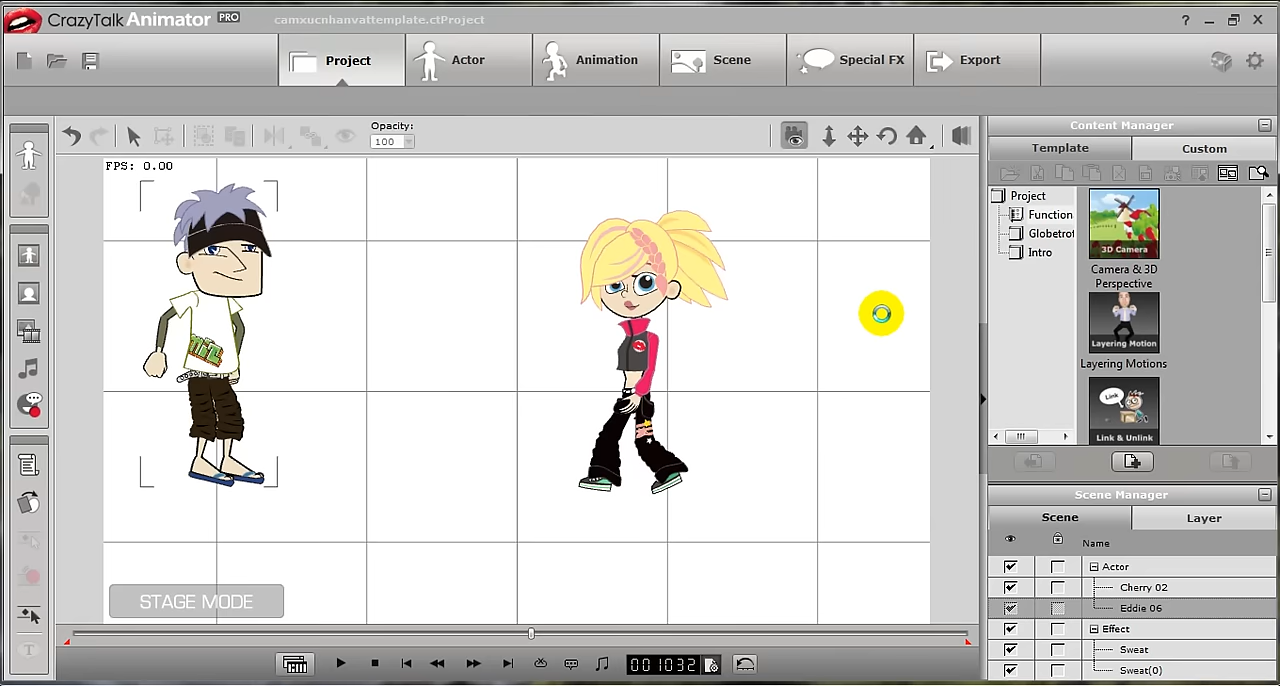 CrazyTalk Animator PRO
camxucnhanvattemplate.ctProject
Project
Actor
Animation
Scene
Special FX
Export
Opacity:
100
FPS: 0.00
STAGE MODE
001032
Content Manager
Template
Custom
Project
Function
Globetrot
Intro
3D Camera
Camera & 3D
Perspective
Layering Motion
Layering Motions
Link
Link & Unlink
Scene Manager
Scene
Layer
Name
Actor
Cherry 02
Eddie 06
Effect
Sweat
Sweat(0)